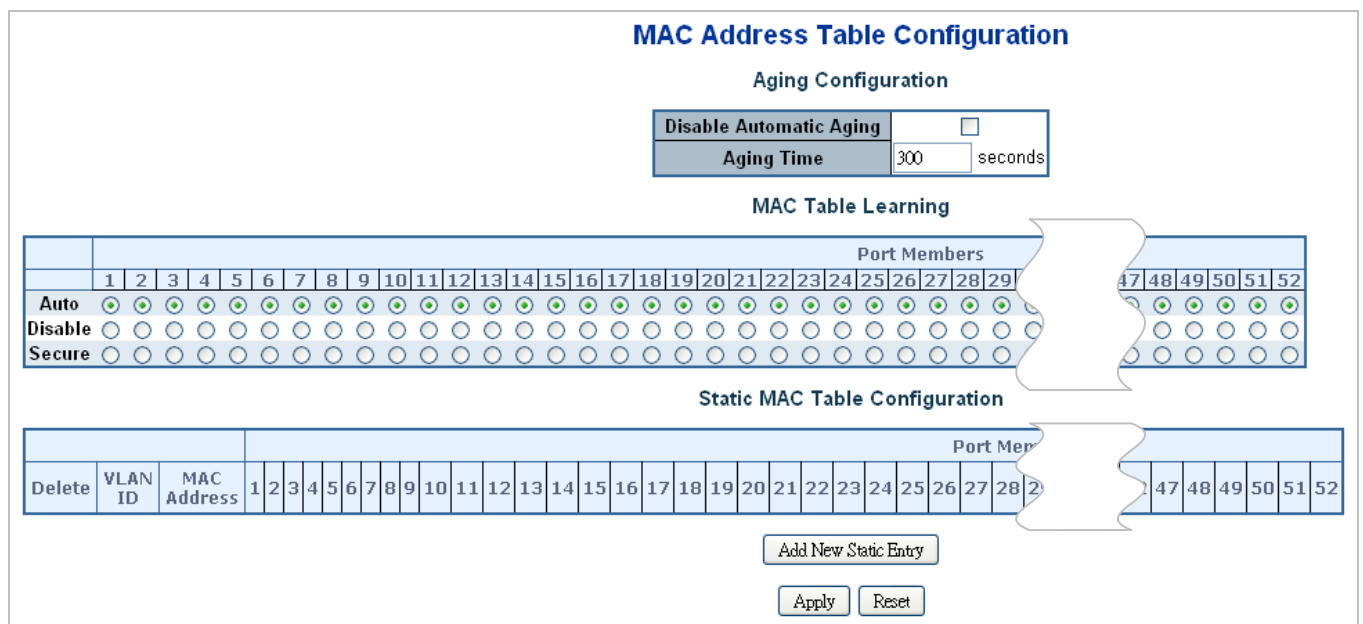 MAC Address Table Configuration
Aging Configuration
Disable Automatic Aging
Aging Time 300 seconds
MAC Table Learning
Port Members
1 2 3 4 5 6 7 8 9 10 11 12 13 14 15 16 17 18 19 20 21 22 23 24 25 26 27 28 29 47 48 49 50 51 52
Auto
Disable
Secure
Static MAC Table Configuration
Port Mem
Delete VLAN ID MAC Address 1 2 3 4 5 6 7 8 9 10 11 12 13 14 15 16 17 18 19 20 21 22 23 24 25 26 27 28 47 48 49 50 51 52
Add New Static Entry
Apply Reset